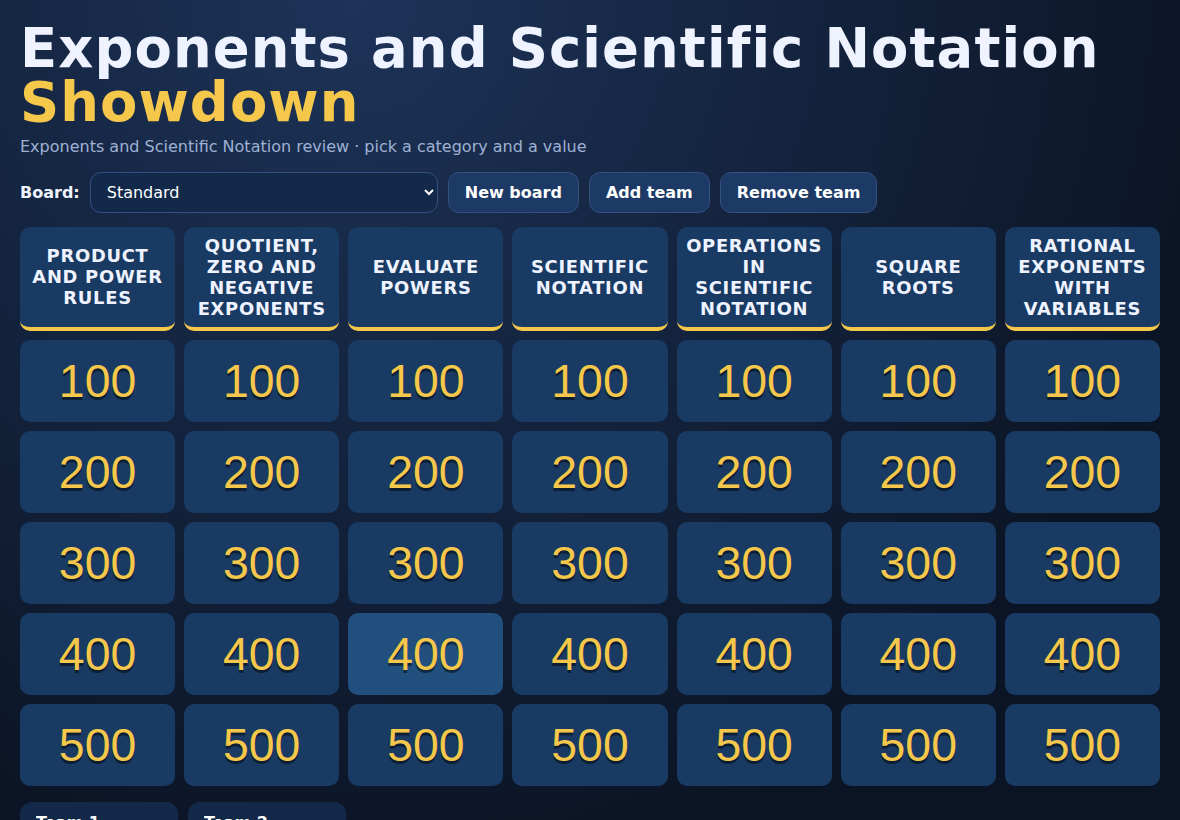 Exponents and Scientific Notation
Showdown
Exponents and Scientific Notation review · pick a category and a value
Board: Standard New board Add team Remove team
PRODUCT
AND POWER
RULES
QUOTIENT,
ZERO AND
NEGATIVE
EXPONENTS
EVALUATE
POWERS
SCIENTIFIC
NOTATION
OPERATIONS
IN
SCIENTIFIC
NOTATION
SQUARE
ROOTS
RATIONAL
EXPONENTS
WITH
VARIABLES
100 100 100 100 100 100 100
200 200 200 200 200 200 200
300 300 300 300 300 300 300
400 400 400 400 400 400 400
500 500 500 500 500 500 500
Team 1 Team 2